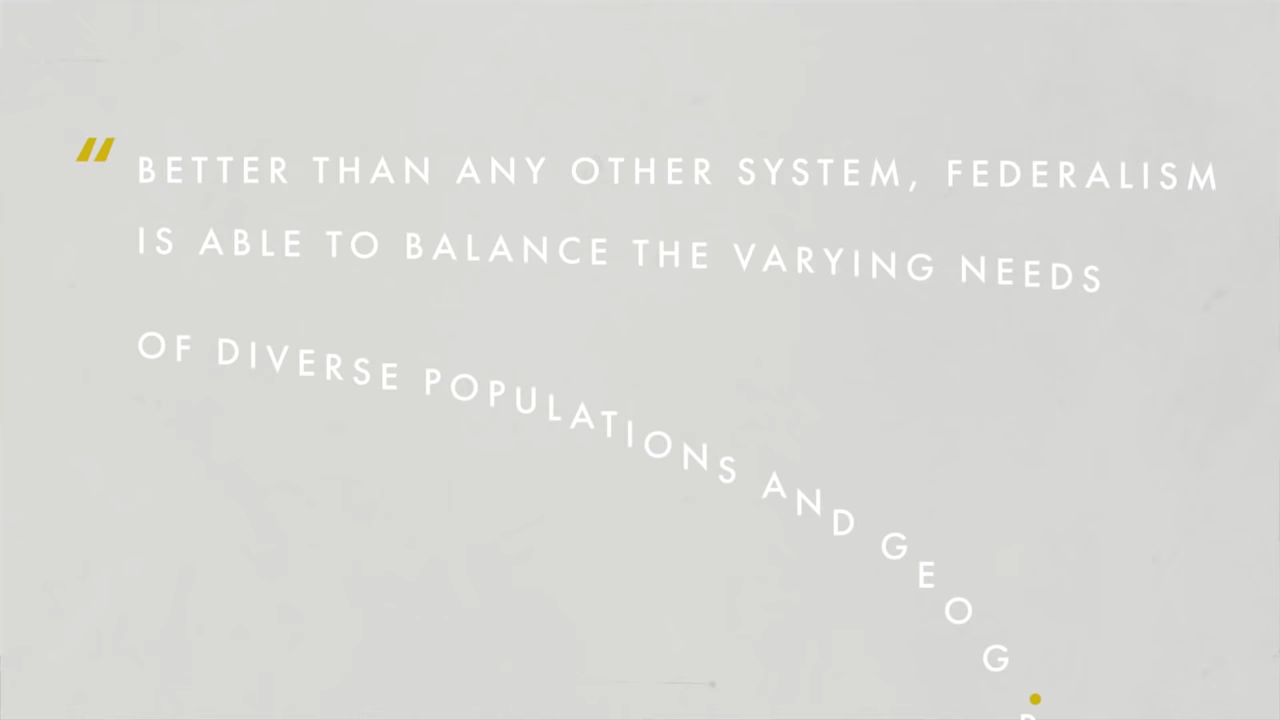 “BETTER THAN ANY OTHER SYSTEM, FEDERALISM
IS ABLE TO BALANCE THE VARYING NEEDS
OF DIVERSE POPULATIONS AND GEOG